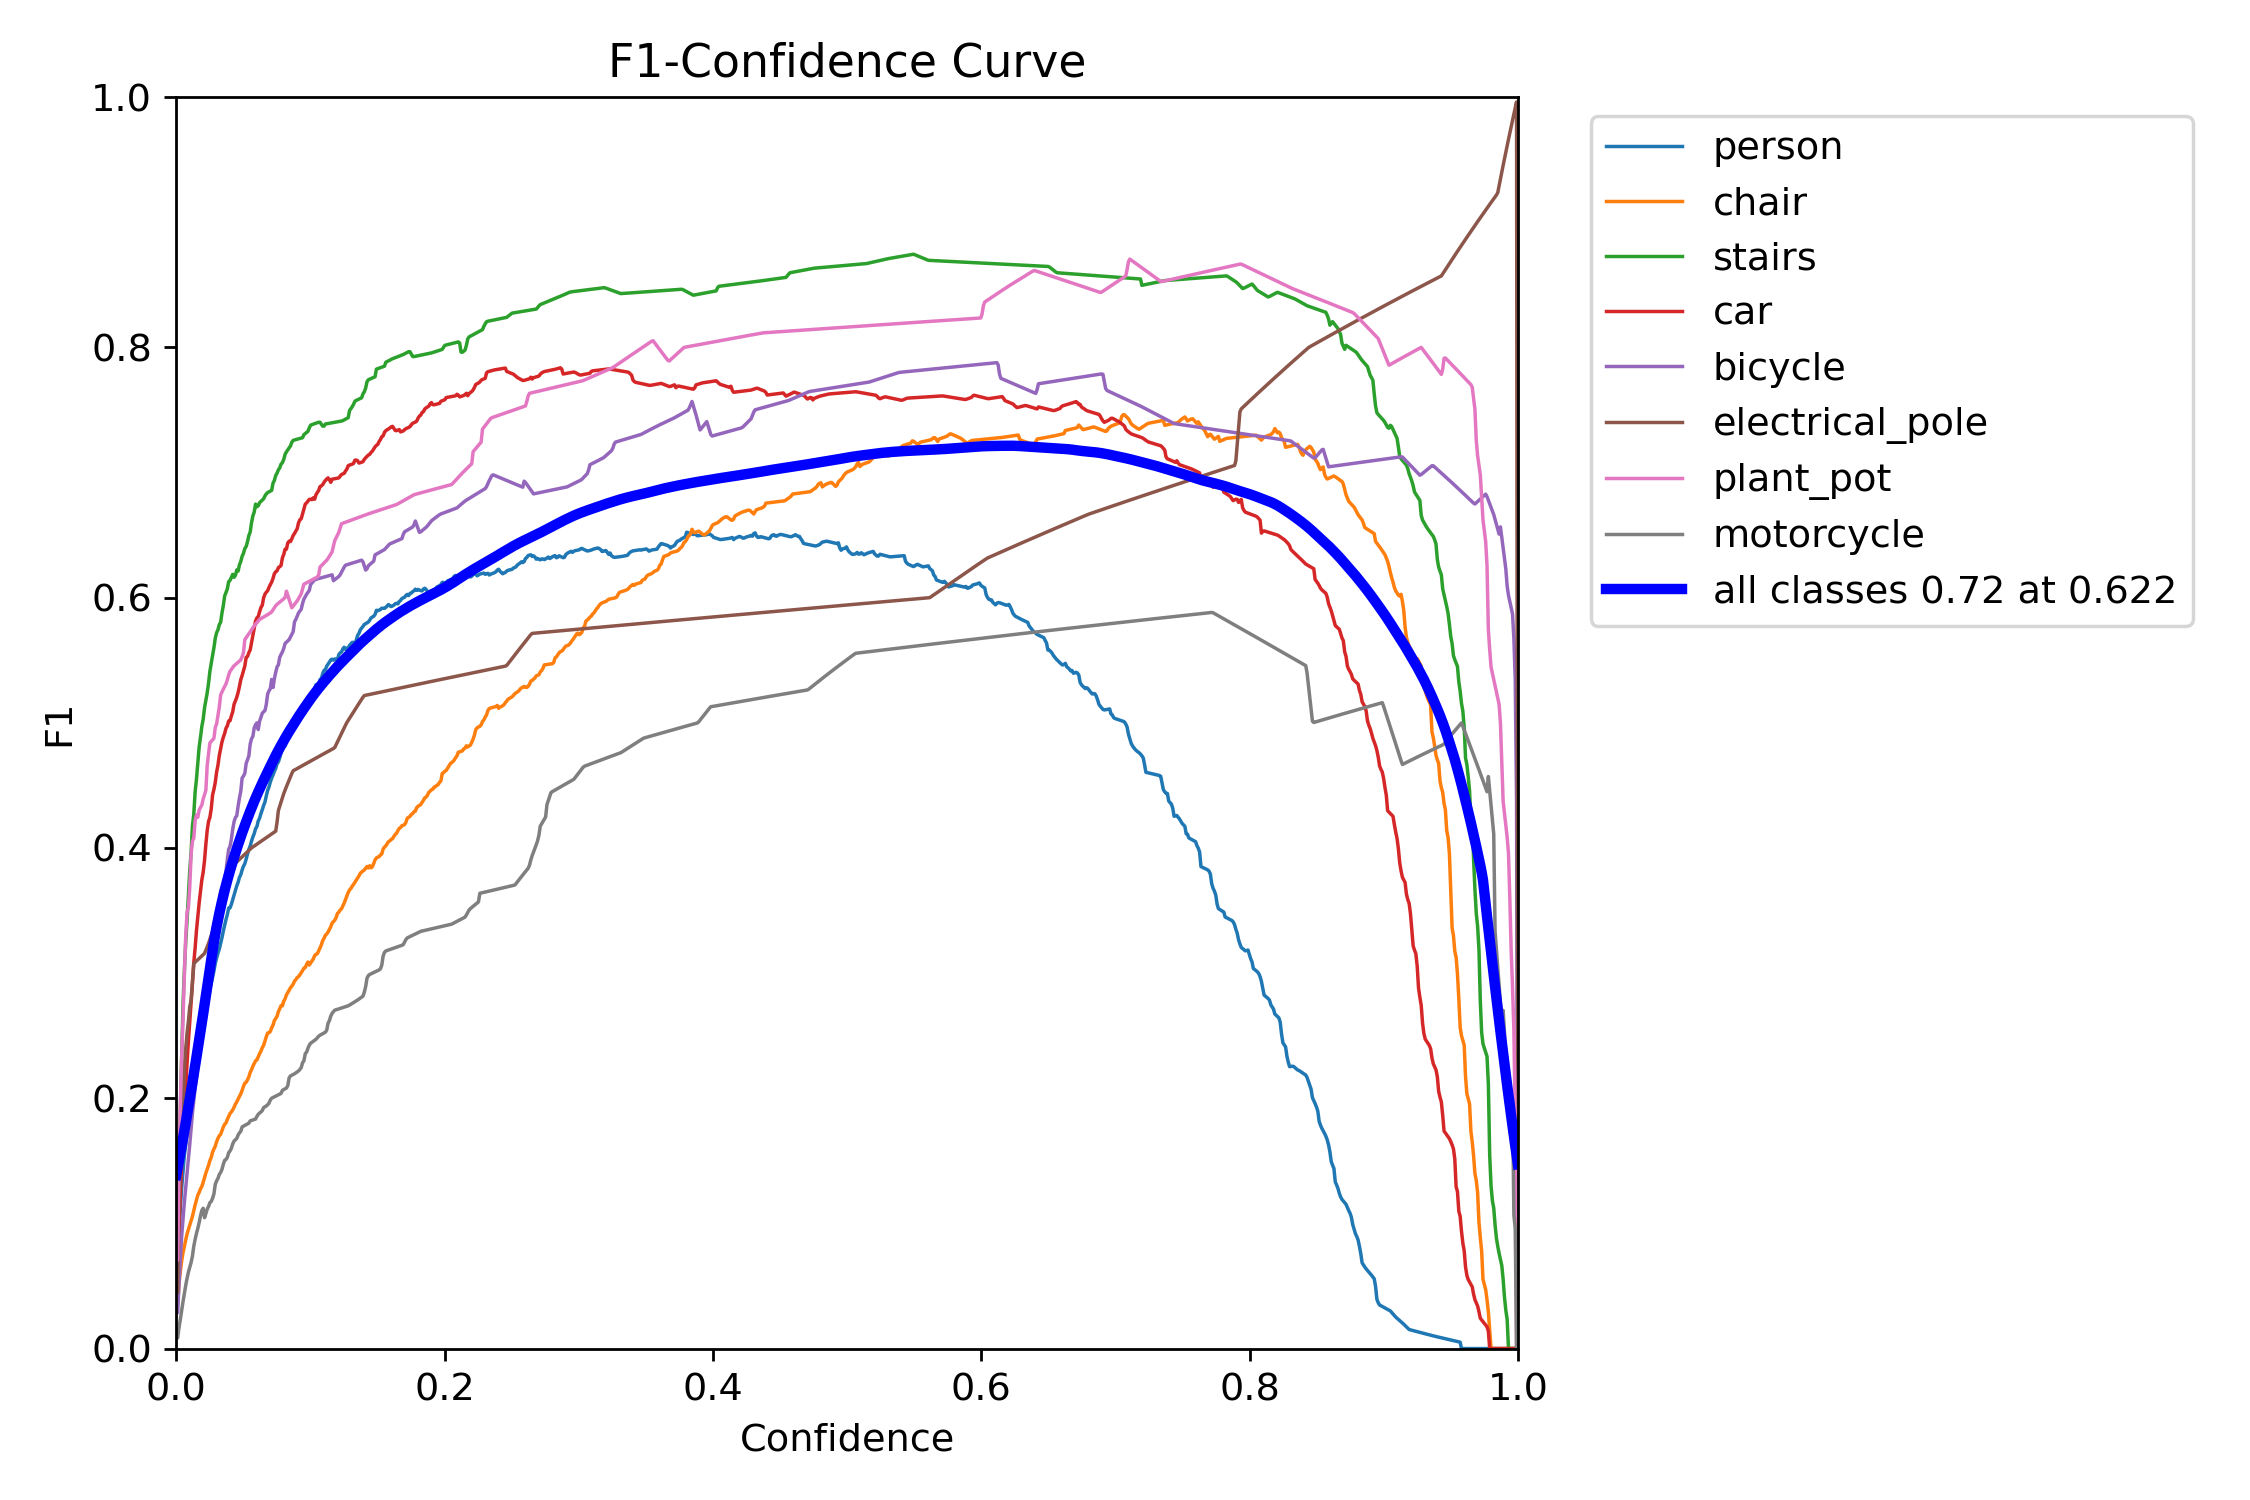 F1-Confidence Curve
1.0
0.8
0.6
0.4
0.2
0.0
F1
0.0 0.2 0.4 0.6 0.8 1.0
Confidence
person
chair
stairs
car
bicycle
electrical_pole
plant_pot
motorcycle
all classes 0.72 at 0.622